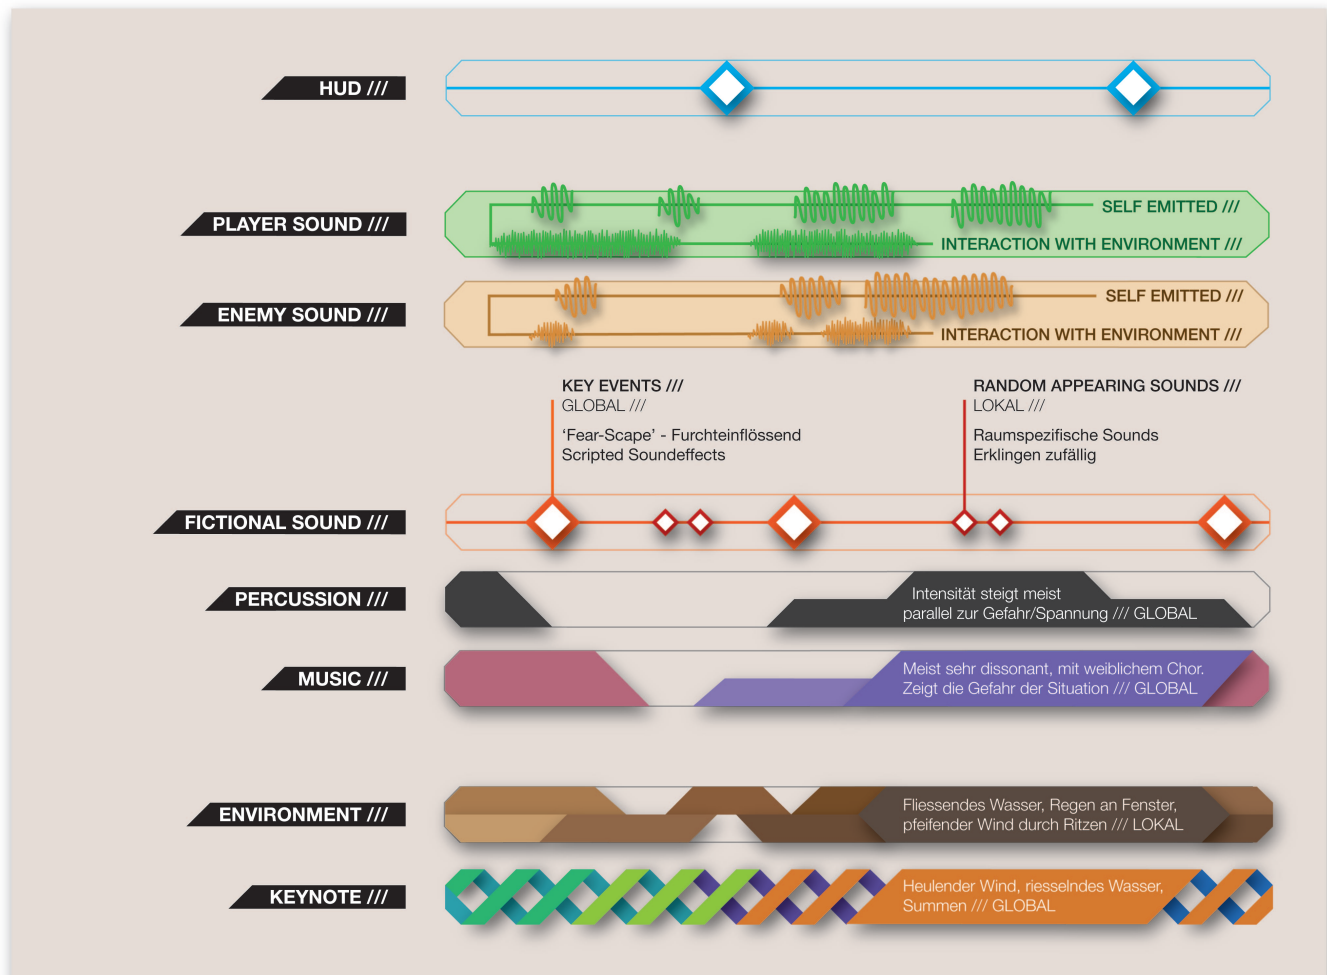 HUD ///
PLAYER SOUND ///
SELF EMITTED ///
INTERACTION WITH ENVIRONMENT ///
ENEMY SOUND ///
SELF EMITTED ///
INTERACTION WITH ENVIRONMENT ///
KEY EVENTS ///
GLOBAL ///
‘Fear-Scape’ - Furchteinflössend
Scripted Soundeffects
RANDOM APPEARING SOUNDS ///
LOKAL ///
Raumspezifische Sounds
Erklingen zufällig
FICTIONAL SOUND ///
PERCUSSION ///
Intensität steigt meist
parallel zur Gefahr/Spannung /// GLOBAL
MUSIC ///
Meist sehr dissonant, mit weiblichem Chor.
Zeigt die Gefahr der Situation /// GLOBAL
ENVIRONMENT ///
Fliessendes Wasser, Regen an Fenster,
pfeifender Wind durch Ritzen /// LOKAL
KEYNOTE ///
Heulender Wind, riesselndes Wasser,
Summen /// GLOBAL